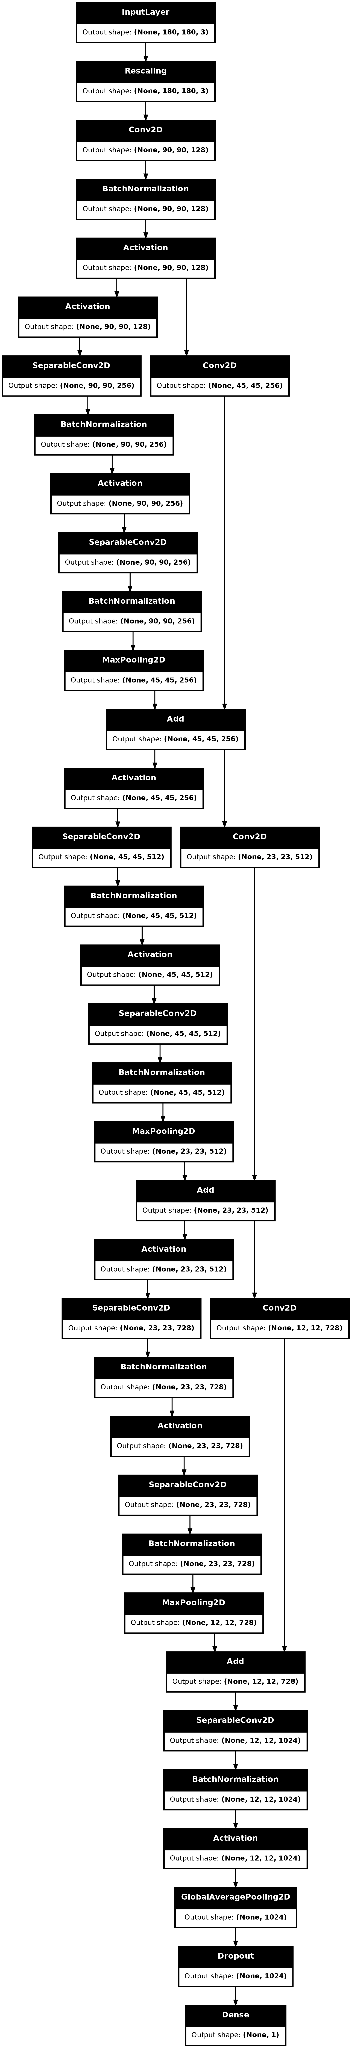 InputLayer
Output shape: (None, 180, 180, 3)
Rescaling
Output shape: (None, 180, 180, 3)
Conv2D
Output shape: (None, 90, 90, 128)
BatchNormalization
Output shape: (None, 90, 90, 128)
Activation
Output shape: (None, 90, 90, 128)
Activation
Output shape: (None, 90, 90, 128)
SeparableConv2D
Output shape: (None, 90, 90, 256)
Conv2D
Output shape: (None, 45, 45, 256)
BatchNormalization
Output shape: (None, 90, 90, 256)
Activation
Output shape: (None, 90, 90, 256)
SeparableConv2D
Output shape: (None, 90, 90, 256)
BatchNormalization
Output shape: (None, 90, 90, 256)
MaxPooling2D
Output shape: (None, 45, 45, 256)
Add
Output shape: (None, 45, 45, 256)
Activation
Output shape: (None, 45, 45, 256)
SeparableConv2D
Output shape: (None, 45, 45, 512)
Conv2D
Output shape: (None, 23, 23, 512)
BatchNormalization
Output shape: (None, 45, 45, 512)
Activation
Output shape: (None, 45, 45, 512)
SeparableConv2D
Output shape: (None, 45, 45, 512)
BatchNormalization
Output shape: (None, 45, 45, 512)
MaxPooling2D
Output shape: (None, 23, 23, 512)
Add
Output shape: (None, 23, 23, 512)
Activation
Output shape: (None, 23, 23, 512)
SeparableConv2D
Output shape: (None, 23, 23, 728)
Conv2D
Output shape: (None, 12, 12, 728)
BatchNormalization
Output shape: (None, 23, 23, 728)
Activation
Output shape: (None, 23, 23, 728)
SeparableConv2D
Output shape: (None, 23, 23, 728)
BatchNormalization
Output shape: (None, 23, 23, 728)
MaxPooling2D
Output shape: (None, 12, 12, 728)
Add
Output shape: (None, 12, 12, 728)
SeparableConv2D
Output shape: (None, 12, 12, 1024)
BatchNormalization
Output shape: (None, 12, 12, 1024)
Activation
Output shape: (None, 12, 12, 1024)
GlobalAveragePooling2D
Output shape: (None, 1024)
Dropout
Output shape: (None, 1024)
Dense
Output shape: (None, 1)